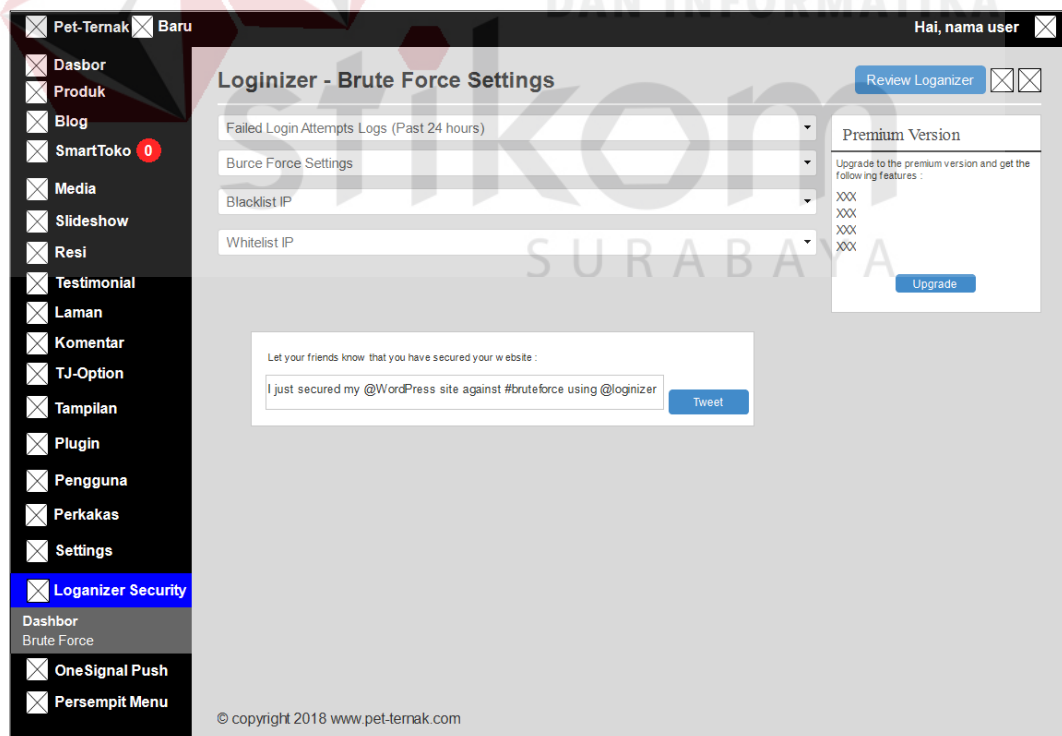 DAN INFORMATIKA
Pet-Ternak Baru
Hai, nama user
Dasbor
Produk
Blog
SmartToko 0
Media
Slideshow
Resi
Testimonial
Laman
Komentar
TJ-Option
Tampilan
Plugin
Pengguna
Perkakas
Settings
Loganizer Security
Dashbor
Brute Force
OneSignal Push
Persempit Menu
Loginizer - Brute Force Settings
Review Loganizer
Failed Login Attempts Logs (Past 24 hours)
Burce Force Settings
Blacklist IP
Whitelist IP
stikom
SURABAYA
Premium Version
Upgrade to the premium version and get the
following features :
XXX
XXX
XXX
XXX
Upgrade
Let your friends know that you have secured your website :
I just secured my @WordPress site against #bruteforce using @loginizer
Tweet
© copyright 2018 www.pet-ternak.com